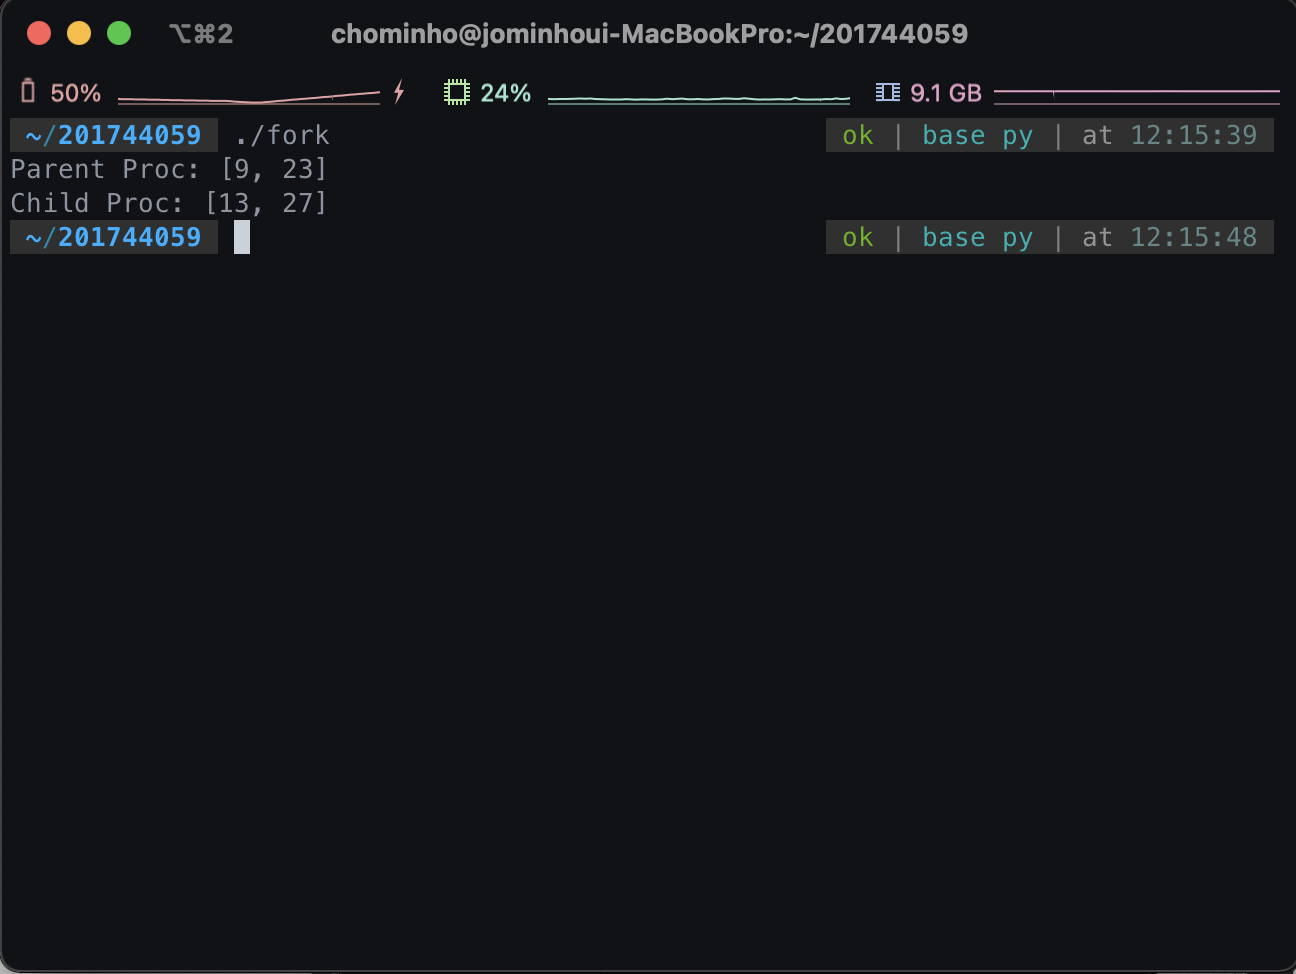 ⌥⌘2 chominho@jominhoui-MacBookPro:~/201744059
50% 24% 9.1 GB
~/201744059 ./fork ok | base py | at 12:15:39
Parent Proc: [9, 23]
Child Proc: [13, 27]
~/201744059 ok | base py | at 12:15:48